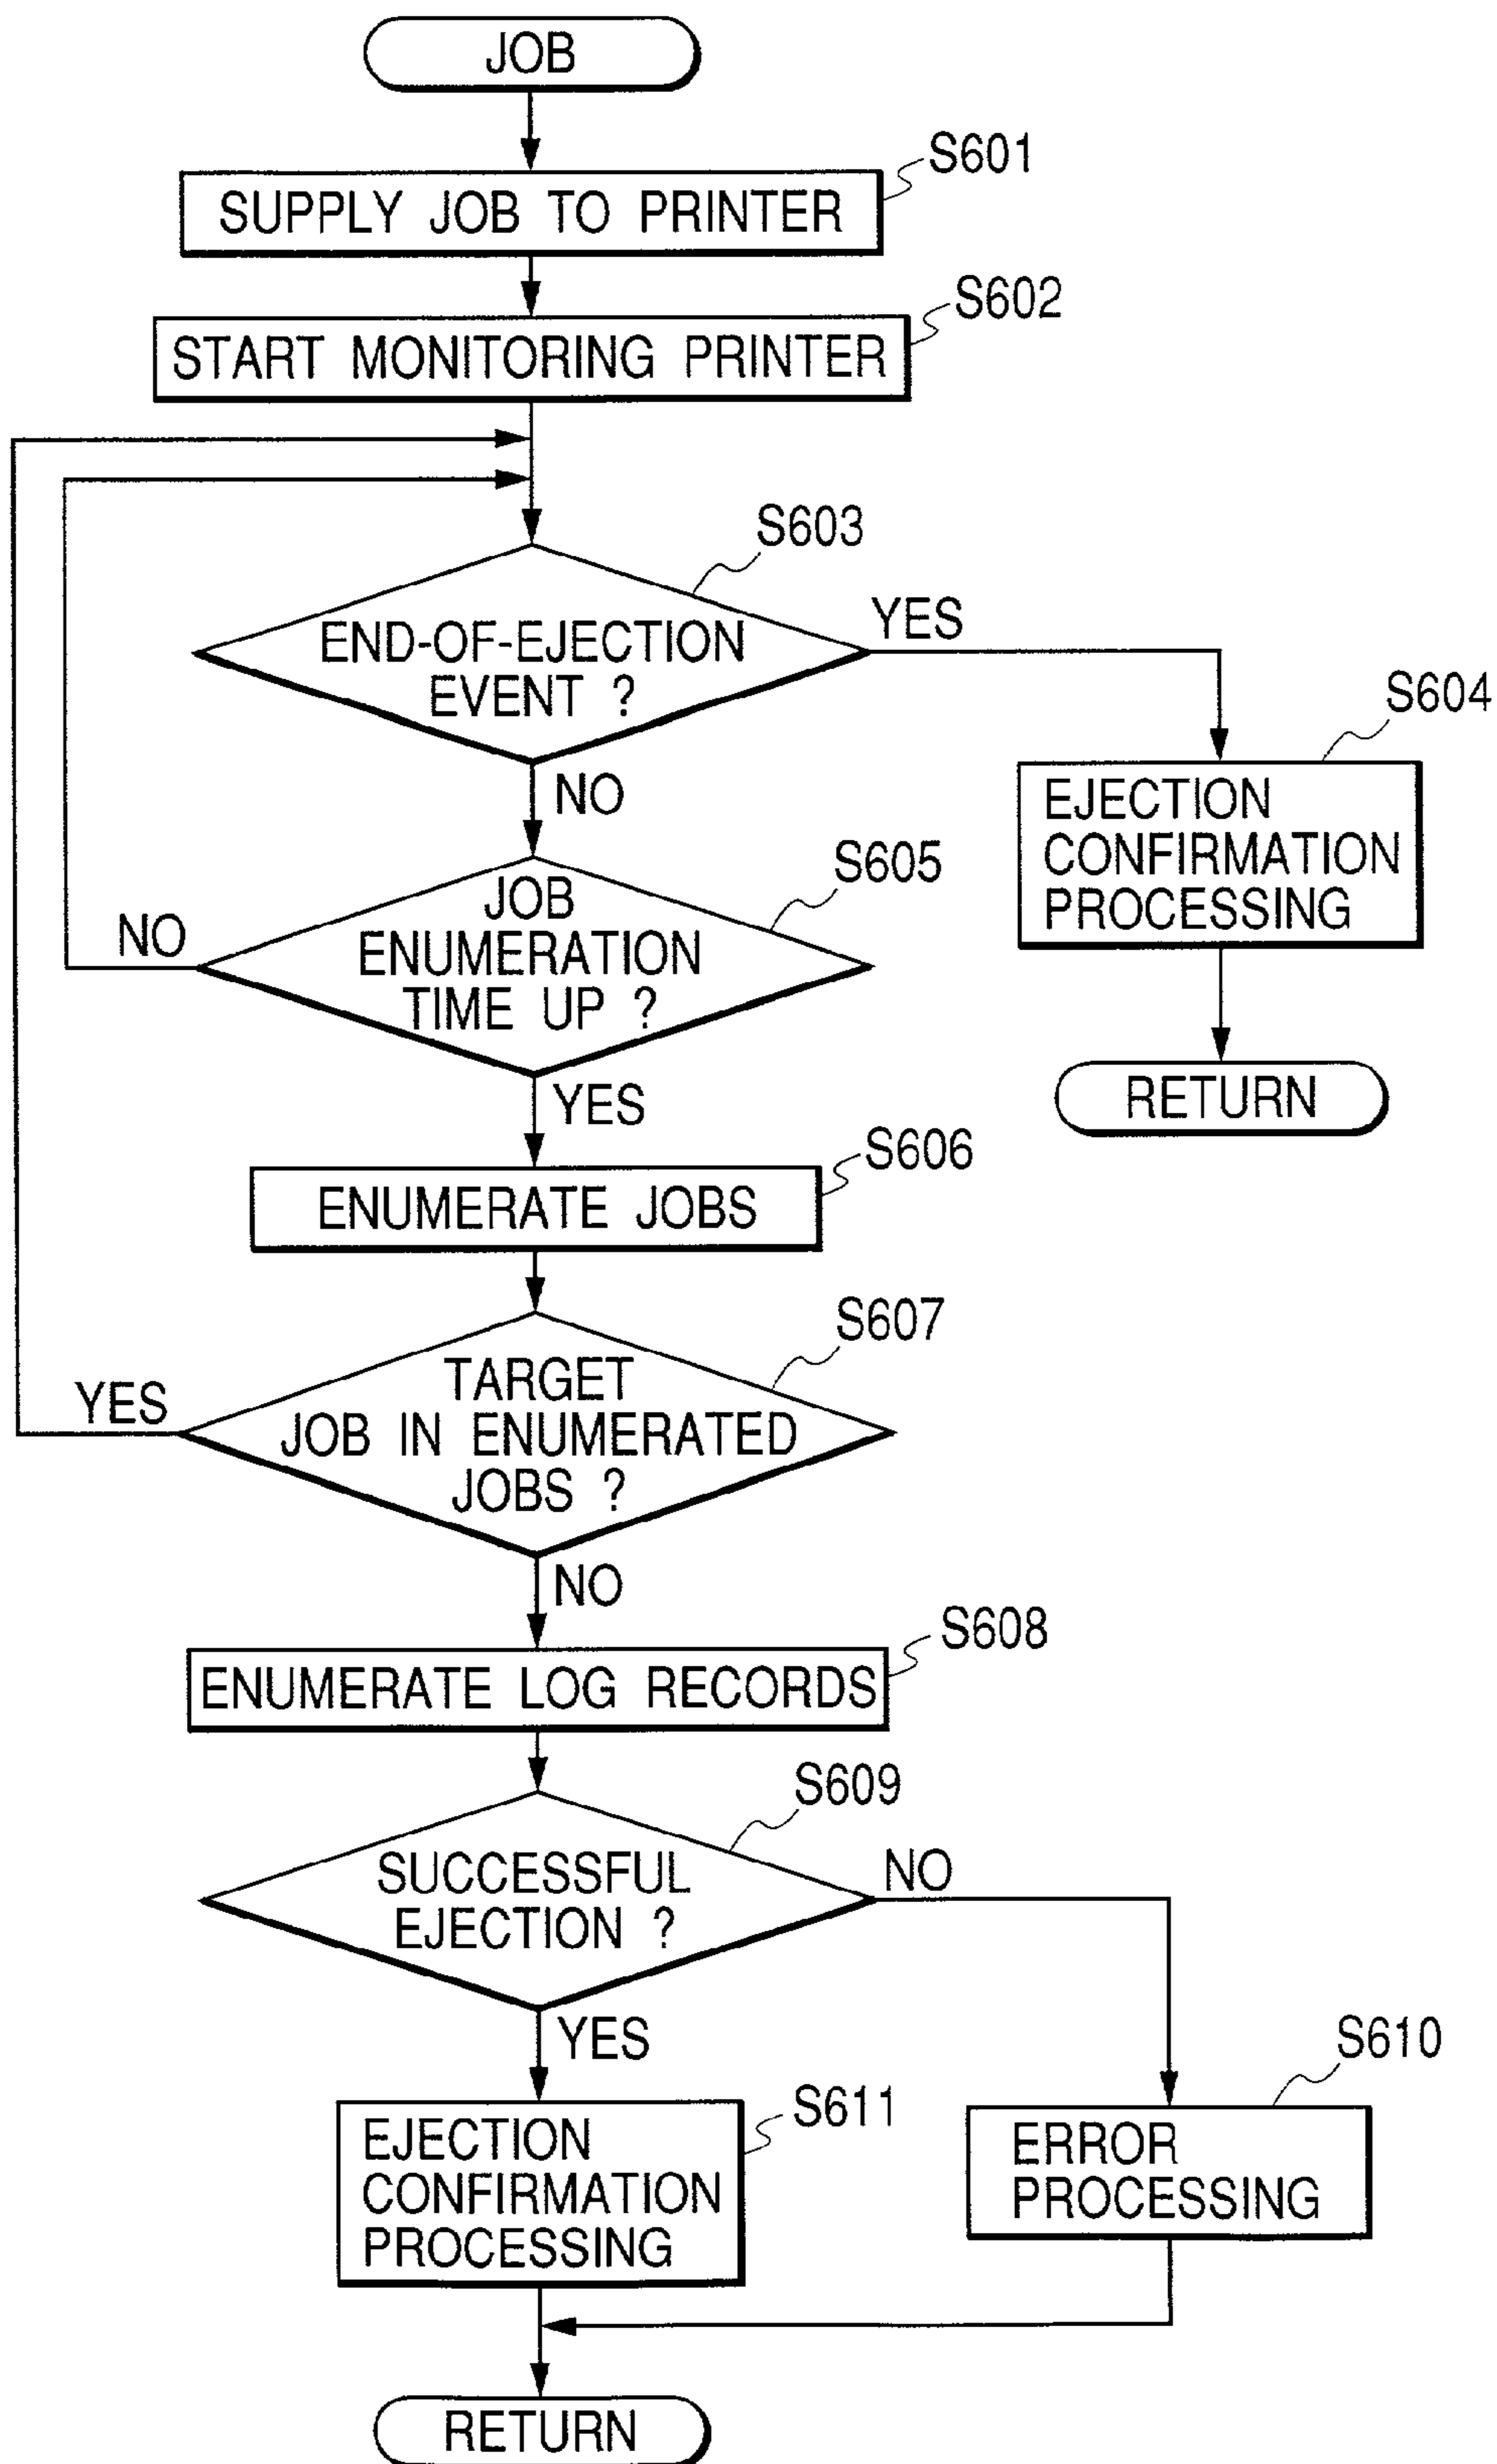 JOB
S601
SUPPLY JOB TO PRINTER
S602
START MONITORING PRINTER
S603
END-OF-EJECTION
EVENT ?
YES
S604
EJECTION
CONFIRMATION
PROCESSING
RETURN
NO
S605
JOB
ENUMERATION
TIME UP ?
NO
YES
S606
ENUMERATE JOBS
S607
TARGET
JOB IN ENUMERATED
JOBS ?
YES
NO
S608
ENUMERATE LOG RECORDS
S609
SUCCESSFUL
EJECTION ?
NO
YES
S610
ERROR
PROCESSING
S611
EJECTION
CONFIRMATION
PROCESSING
RETURN